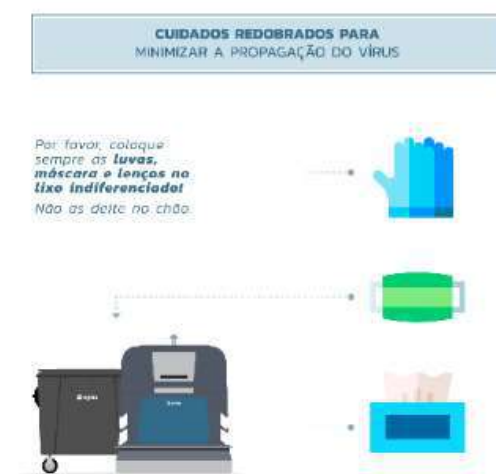 CUIDADOS REDOBRADOS PARA
MINIMIZAR A PROPAGAÇÃO DO VÍRUS
Por favor, coloque
sempre as luvas,
máscara e lenços no
lixo indiferenciado!
Não as deite no chão.